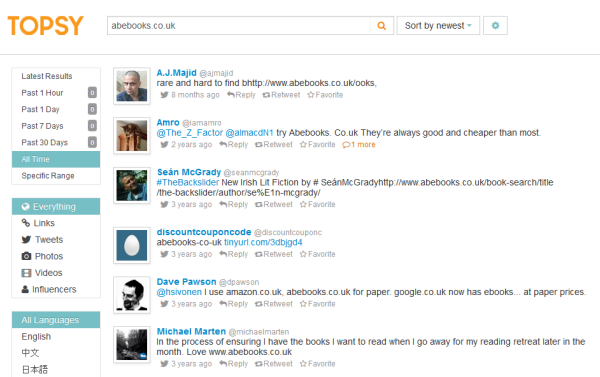 TOPSY
abebooks.co.uk
Sort by newest
Latest Results
Past 1 Hour 0
Past 1 Day 0
Past 7 Days 0
Past 30 Days 0
All Time
Specific Range
Everything
Links
Tweets
Photos
Videos
Influencers
All Languages
English
中文
日本語
A.J.Majid @ajmajid
rare and hard to find bhttp://www.abebooks.co.uk/ooks,
8 months ago Reply Retweet Favorite
Amro @iamamro
@The_Z_Factor @almacdN1 try Abebooks. Co.uk They're always good and cheaper than most.
2 years ago Reply Retweet Favorite 1 more
Seán McGrady @seanmcgrady
#TheBackslider New Irish Lit Fiction by # SeánMcGradyhttp://www.abebooks.co.uk/book-search/title
/the-backslider/author/se%E1n-mcgrady/
3 years ago Reply Retweet Favorite
discountcouponcode @discountcouponc
abebooks-co-uk tinyurl.com/3dbjgd4
3 years ago Reply Retweet Favorite
Dave Pawson @dpawson
@hsivonen I use amazon.co.uk, abebooks.co.uk for paper. google.co.uk now has ebooks... at paper prices.
3 years ago Reply Retweet Favorite
Michael Marten @michaelmarten
In the process of ensuring I have the books I want to read when I go away for my reading retreat later in the
month. Love www.abebooks.co.uk
3 years ago Reply Retweet Favorite